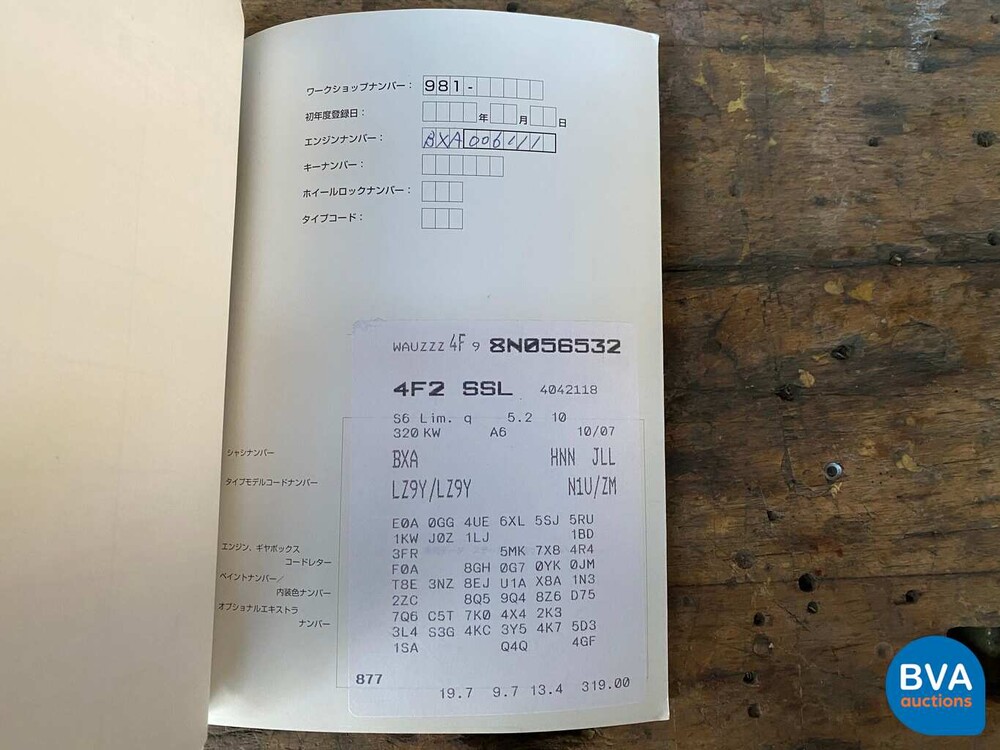 ワークショップナンバー： 981-
初年度登録日： 年 月 日
エンジンナンバー： BXA 006111
キーナンバー：
ホイールロックナンバー：
タイプコード：
WAUZZZ 4F 9 8N056532
4F2 SSL 4042118
S6 Lim. q 5.2 10
320 KW A6 10/07
シャシナンバー BXA HNN JLL
タイプモデルコードナンバー LZ9Y/LZ9Y N1U/ZM
E0A 0GG 4UE 6XL 5SJ 5RU
1KW J0Z 1LJ 1BD
エンジン、ギヤボックス 3FR 5MK 7X8 4R4
コードレター F0A 8GH 0G7 0YK 0JM
ペイントナンバー／ T8E 3NZ 8EJ U1A X8A 1N3
内装色ナンバー 2ZC 8Q5 9Q4 8Z6 D75
オプショナルエキストラ 7Q6 C5T 7K0 4X4 2K3
ナンバー 3L4 S3G 4KC 3Y5 4K7 5D3
1SA Q4Q 4GF
877
19.7 9.7 13.4 319.00
BVA
auctions